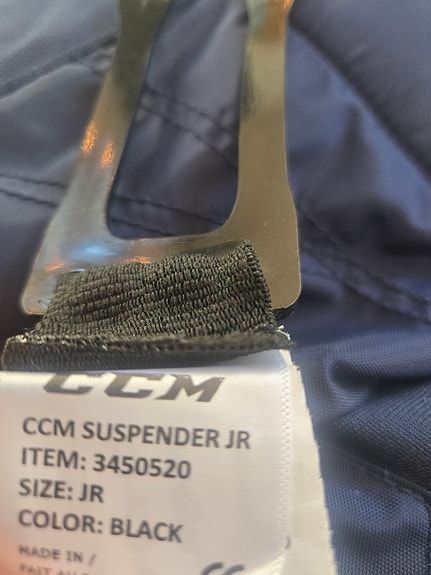 CCM
CCM SUSPENDER JR
ITEM: 3450520
SIZE: JR
COLOR: BLACK
MADE IN /